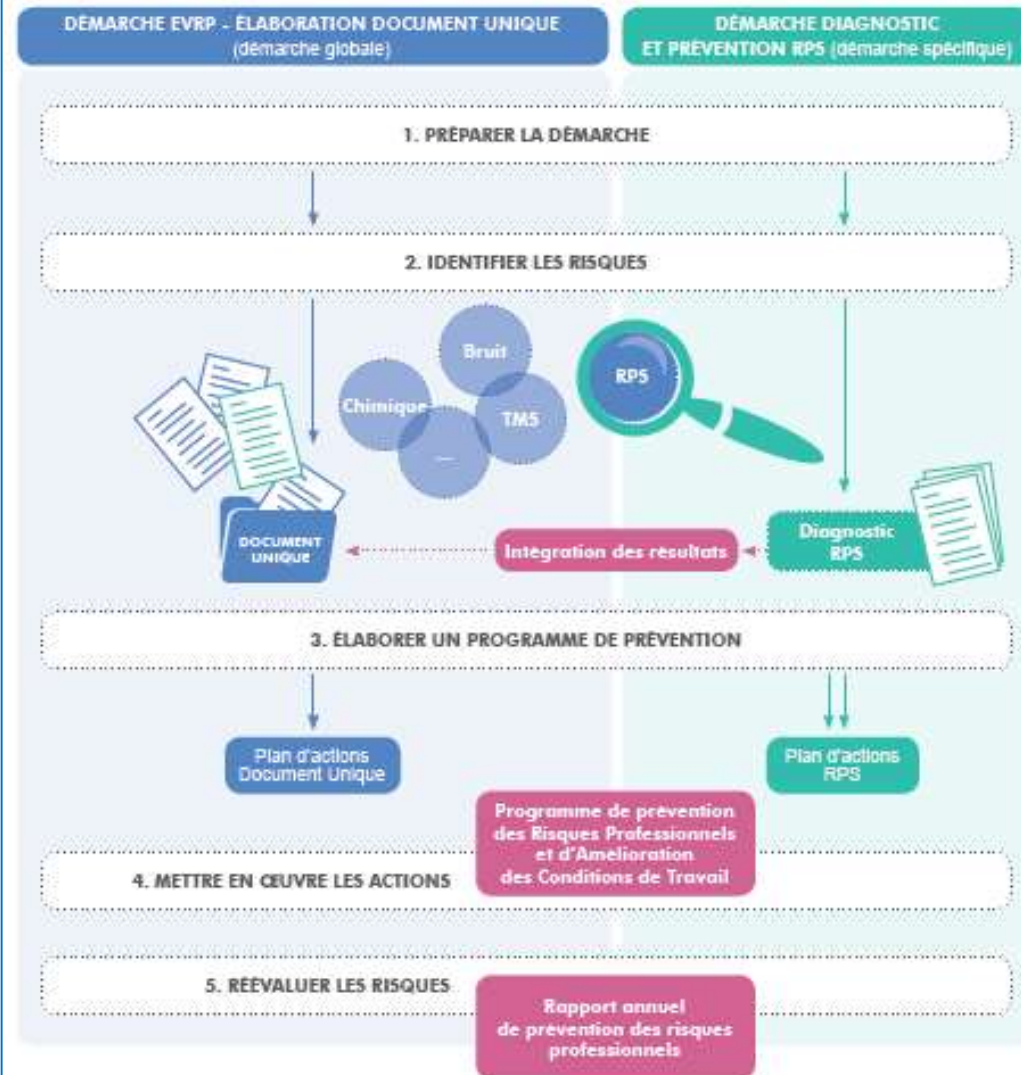 DÉMARCHE EVRP - ÉLABORATION DOCUMENT UNIQUE
(démarche globale)
DÉMARCHE DIAGNOSTIC
ET PRÉVENTION RPS (démarche spécifique)
1. PRÉPARER LA DÉMARCHE
2. IDENTIFIER LES RISQUES
Bruit
Chimique
TMS
...
RPS
DOCUMENT
UNIQUE
Intégration des résultats
Diagnostic
RPS
3. ÉLABORER UN PROGRAMME DE PRÉVENTION
Plan d'actions
Document Unique
Plan d'actions
RPS
Programme de prévention
des Risques Professionnels
et d'Amélioration
des Conditions de Travail
4. METTRE EN ŒUVRE LES ACTIONS
5. RÉÉVALUER LES RISQUES
Rapport annuel
de prévention des risques
professionnels